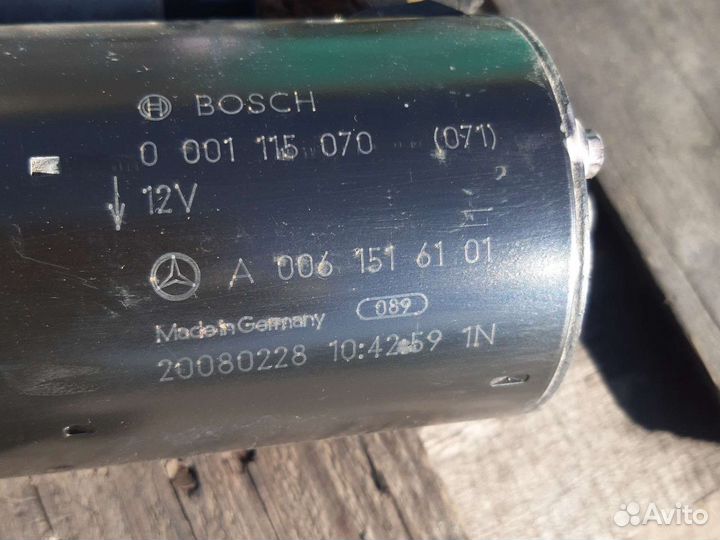 BOSCH
0 001 115 070 (071)
12V
A 006 151 61 01
Made in Germany 089
20080228 10:42:59 1N
Avito